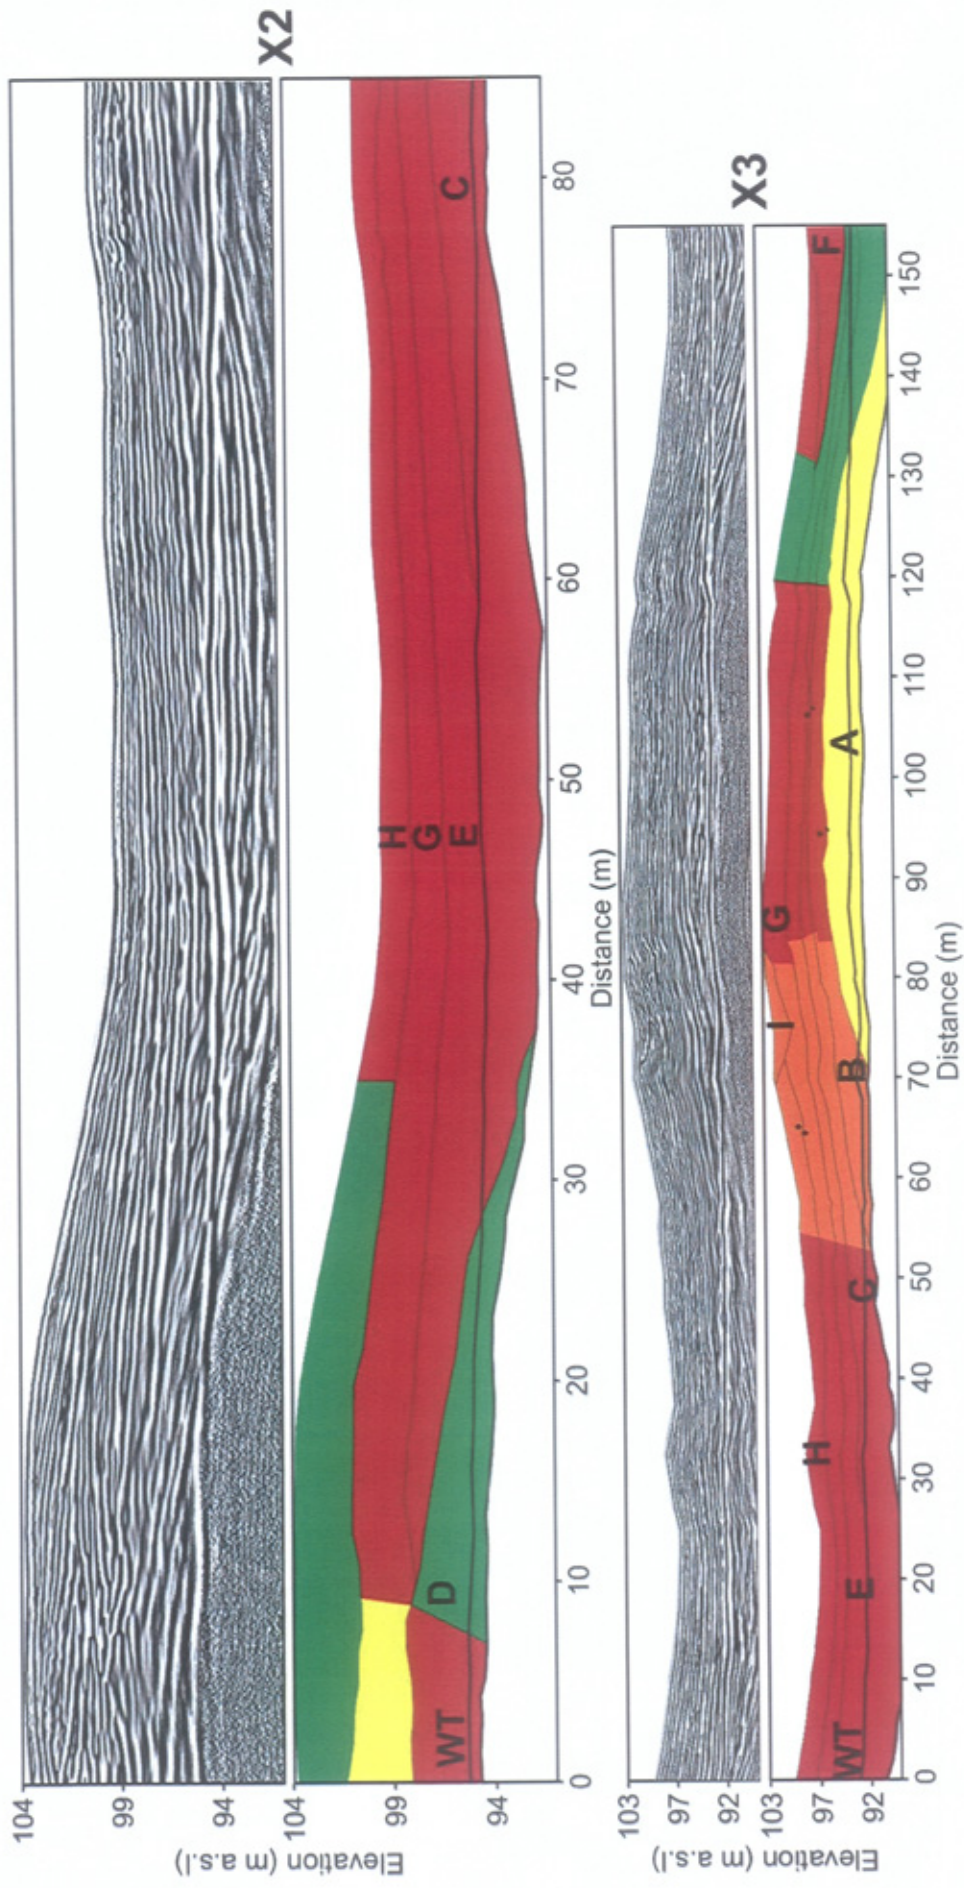 X2
104
99
94
Elevation (m a.s.l)
104
99
94
Elevation (m a.s.l)
H
G
E
C
D
WT
0 10 20 30 40 50 60 70 80
Distance (m)
X3
103
97
92
Elevation (m a.s.l)
103
97
92
WT
E
H
C
B
I
G
A
F
0 10 20 30 40 50 60 70 80 90 100 110 120 130 140 150
Distance (m)